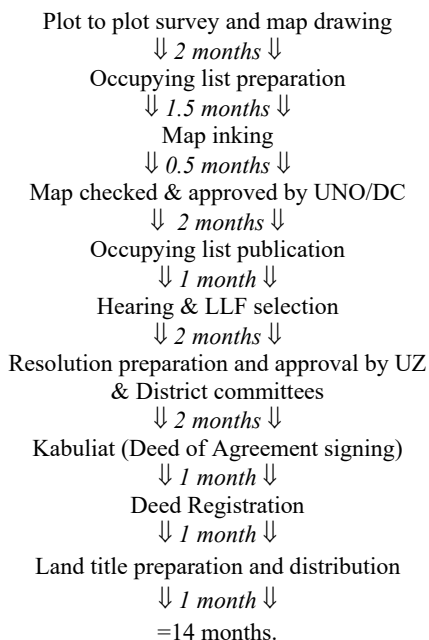 Plot to plot survey and map drawing
⇓ 2 months ⇓
Occupying list preparation
⇓ 1.5 months ⇓
Map inking
⇓ 0.5 months ⇓
Map checked & approved by UNO/DC
⇓ 2 months ⇓
Occupying list publication
⇓ 1 month ⇓
Hearing & LLF selection
⇓ 2 months ⇓
Resolution preparation and approval by UZ
& District committees
⇓ 2 months ⇓
Kabuliat (Deed of Agreement signing)
⇓ 1 month ⇓
Deed Registration
⇓ 1 month ⇓
Land title preparation and distribution
⇓ 1 month ⇓
=14 months.